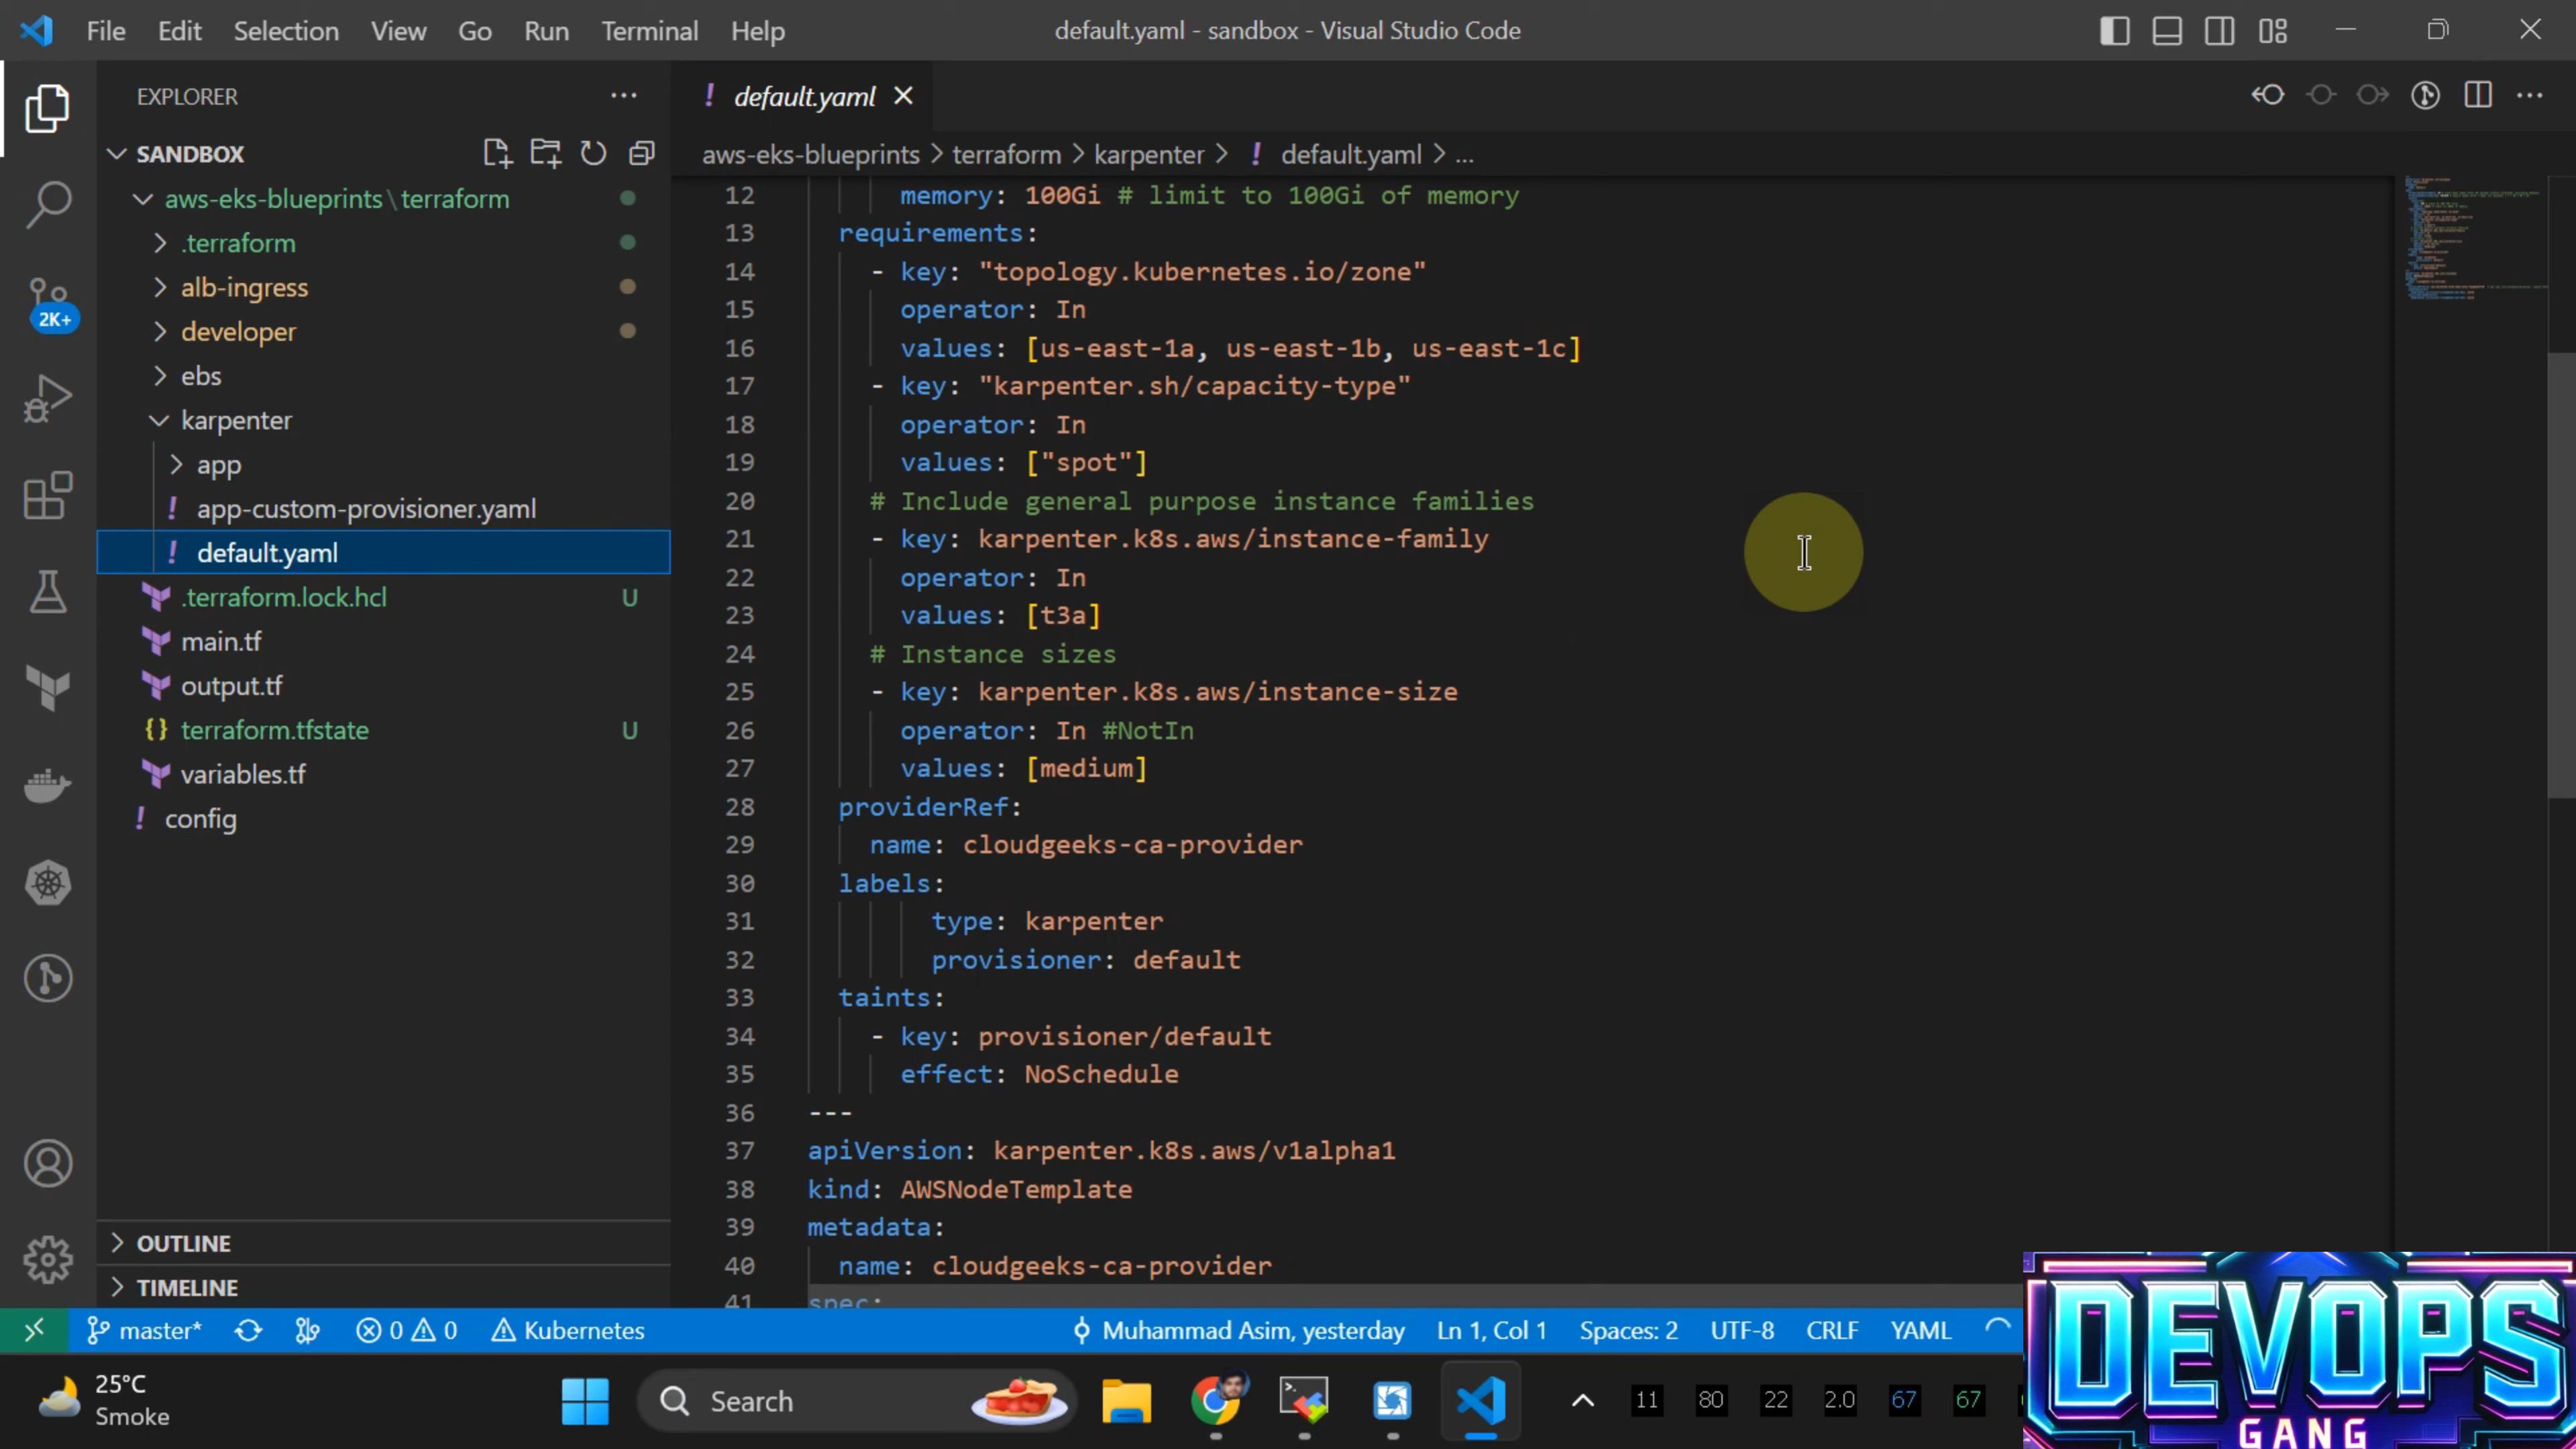 File Edit Selection View Go Run Terminal Help
default.yaml - sandbox - Visual Studio Code
EXPLORER
SANDBOX
aws-eks-blueprints\terraform
.terraform
alb-ingress
developer
ebs
karpenter
app
app-custom-provisioner.yaml
default.yaml
.terraform.lock.hcl U
main.tf
output.tf
terraform.tfstate U
variables.tf
config
OUTLINE
TIMELINE
2K+
default.yaml
aws-eks-blueprints > terraform > karpenter > ! default.yaml > ...
12 memory: 100Gi # limit to 100Gi of memory
13 requirements:
14 - key: "topology.kubernetes.io/zone"
15 operator: In
16 values: [us-east-1a, us-east-1b, us-east-1c]
17 - key: "karpenter.sh/capacity-type"
18 operator: In
19 values: ["spot"]
20 # Include general purpose instance families
21 - key: karpenter.k8s.aws/instance-family
22 operator: In
23 values: [t3a]
24 # Instance sizes
25 - key: karpenter.k8s.aws/instance-size
26 operator: In #NotIn
27 values: [medium]
28 providerRef:
29 name: cloudgeeks-ca-provider
30 labels:
31 type: karpenter
32 provisioner: default
33 taints:
34 - key: provisioner/default
35 effect: NoSchedule
36 ---
37 apiVersion: karpenter.k8s.aws/v1alpha1
38 kind: AWSNodeTemplate
39 metadata:
40 name: cloudgeeks-ca-provider
41 spec:
master* 0 0 Kubernetes Muhammad Asim, yesterday Ln 1, Col 1 Spaces: 2 UTF-8 CRLF YAML
25°C
Smoke
Search
11 80 22 2.0 67 67
DEVOPS
GANG